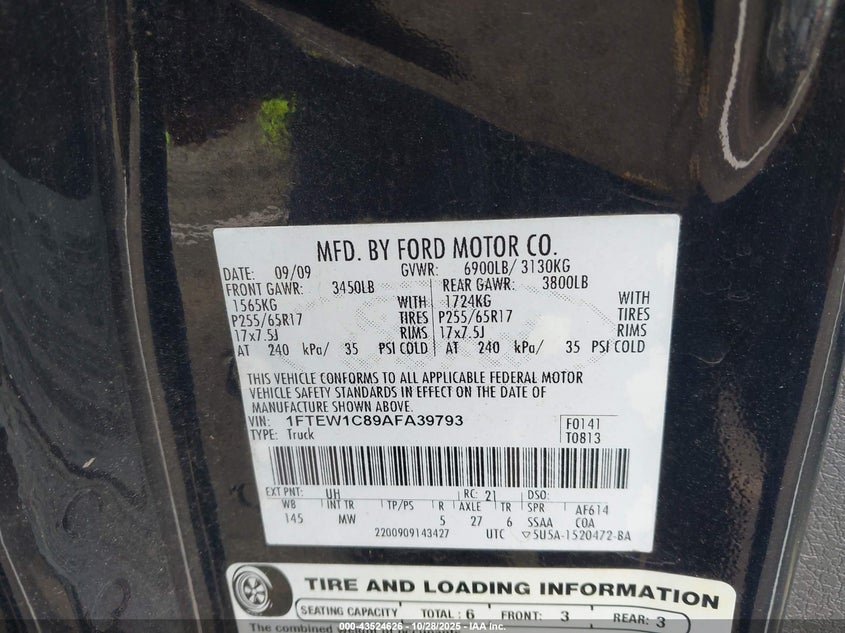 MFD. BY FORD MOTOR CO.
DATE: 09/09 GVWR: 6900LB/ 3130KG
FRONT GAWR: 3450LB REAR GAWR: 3800LB
1565KG WITH 1724KG WITH
P255/65R17 TIRES P255/65R17 TIRES
17x7.5J RIMS 17x7.5J RIMS
AT 240 kPa/ 35 PSI COLD AT 240 kPa/ 35 PSI COLD
THIS VEHICLE CONFORMS TO ALL APPLICABLE FEDERAL MOTOR
VEHICLE SAFETY STANDARDS IN EFFECT ON THE DATE OF
MANUFACTURE SHOWN ABOVE.
VIN: 1FTEW1C89AFA39793 F0141
TYPE: Truck T0813
EXT PNT: UH RC: 21 DSO:
WB INT TR TP/PS R AXLE TR SPR AF614
145 MW 5 27 6 SSAA COA
2200909143427 UTC 5U5A-1520472-BA
TIRE AND LOADING INFORMATION
SEATING CAPACITY TOTAL: 6 FRONT: 3 REAR: 3
The combined
000-43524626 - 10/28/2025 - IAA Inc.